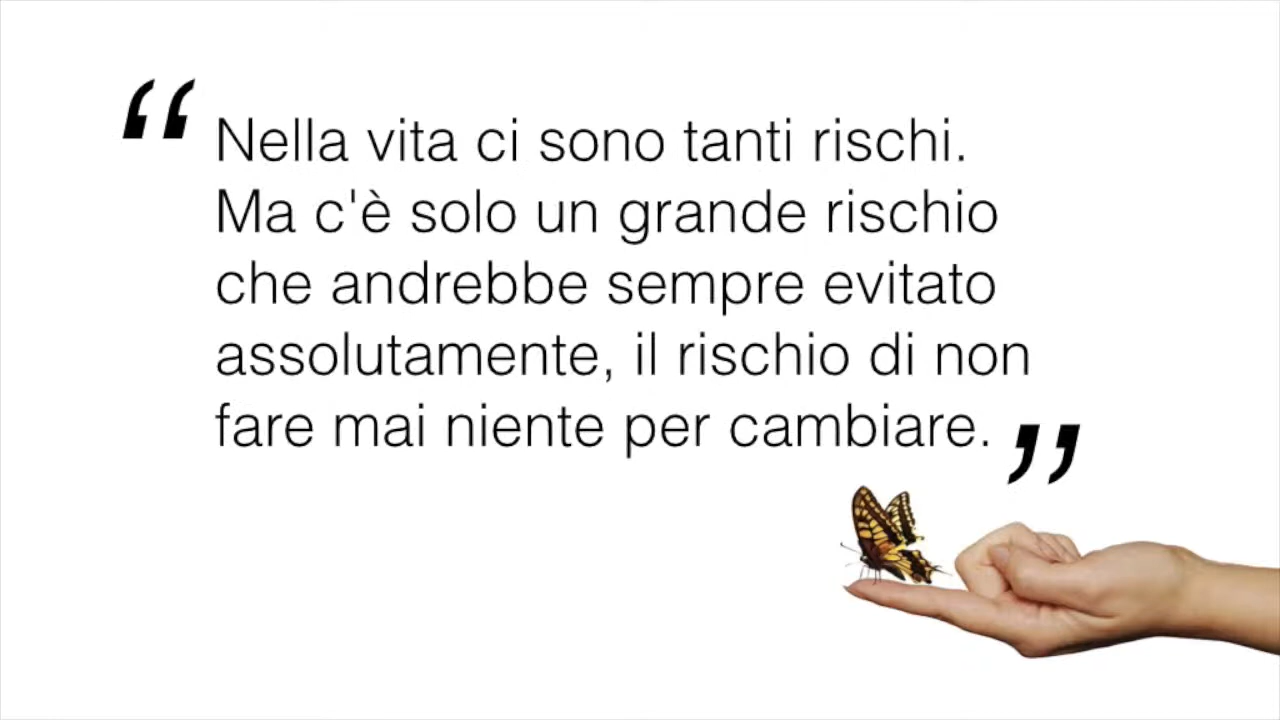 “ Nella vita ci sono tanti rischi.
Ma c'è solo un grande rischio
che andrebbe sempre evitato
assolutamente, il rischio di non
fare mai niente per cambiare. ”